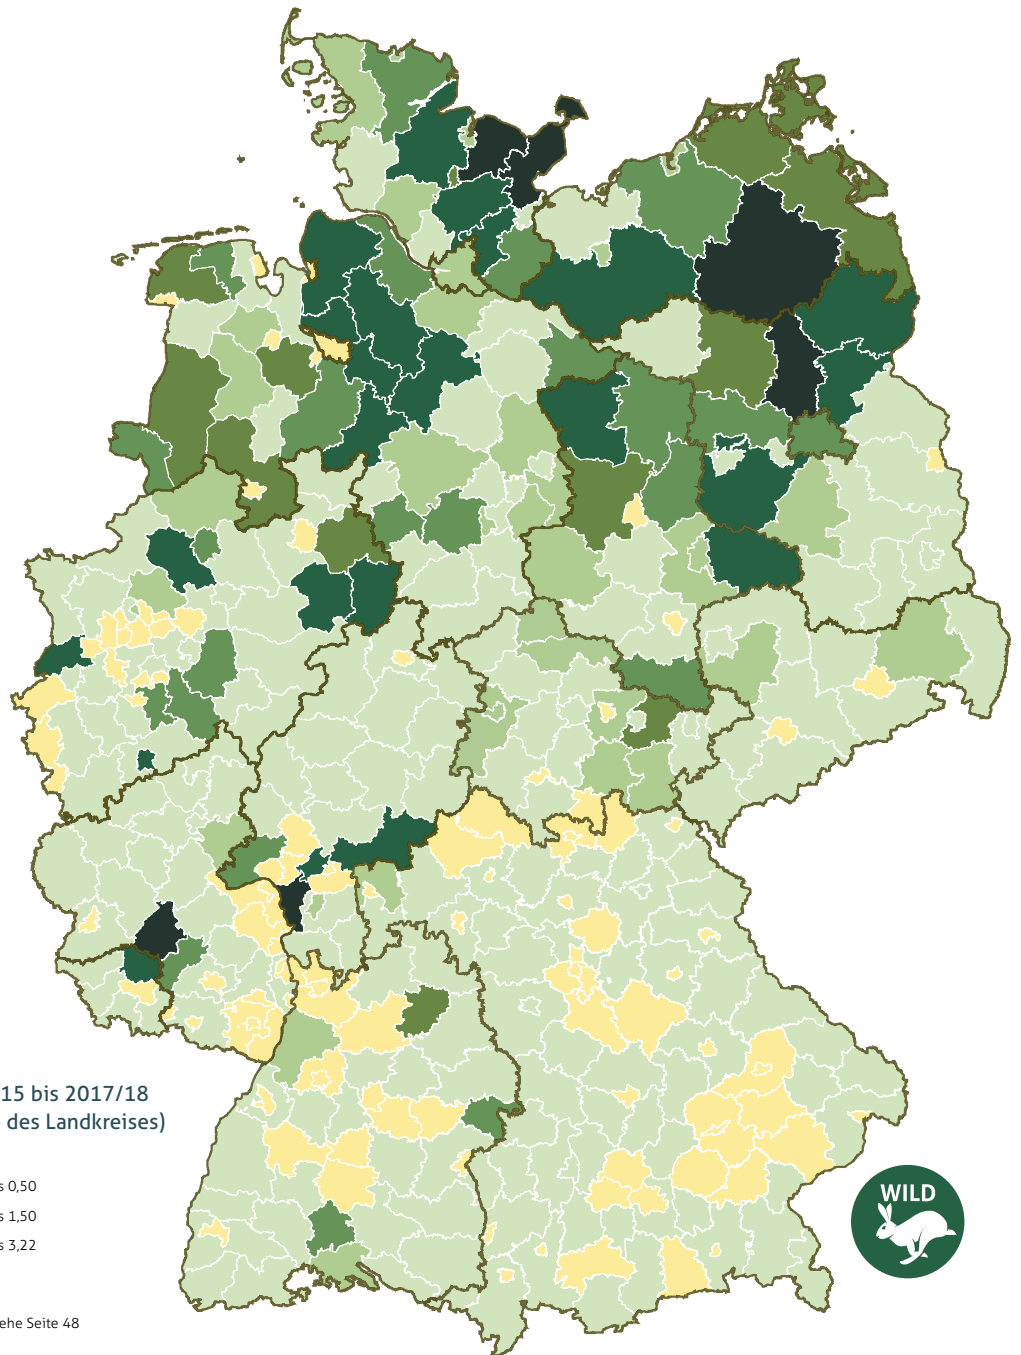 15 bis 2017/18
des Landkreises)
0,50
1,50
3,22
WILD
ehe Seite 48